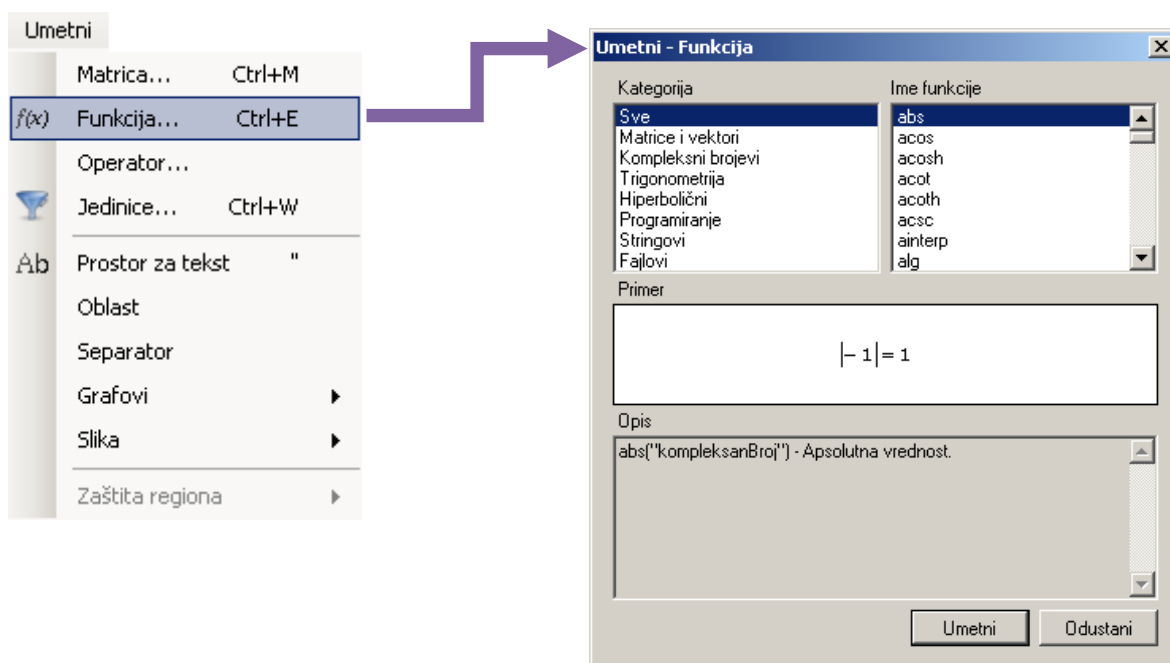 Umetni
Matrica... Ctrl+M
f(x) Funkcija... Ctrl+E
Operator...
Jedinice... Ctrl+W
Ab Prostor za tekst "
Oblast
Separator
Grafovi
Slika
Zaštita regiona
Umetni - Funkcija
Kategorija
Sve
Matrice i vektori
Kompleksni brojevi
Trigonometrija
Hiperbolični
Programiranje
Stringovi
Fajlovi
Ime funkcije
abs
acos
acosh
acot
acoth
acsc
ainterp
alg
Primer
|− 1| = 1
Opis
abs("kompleksanBroj") - Apsolutna vrednost.
Umetni Odustani